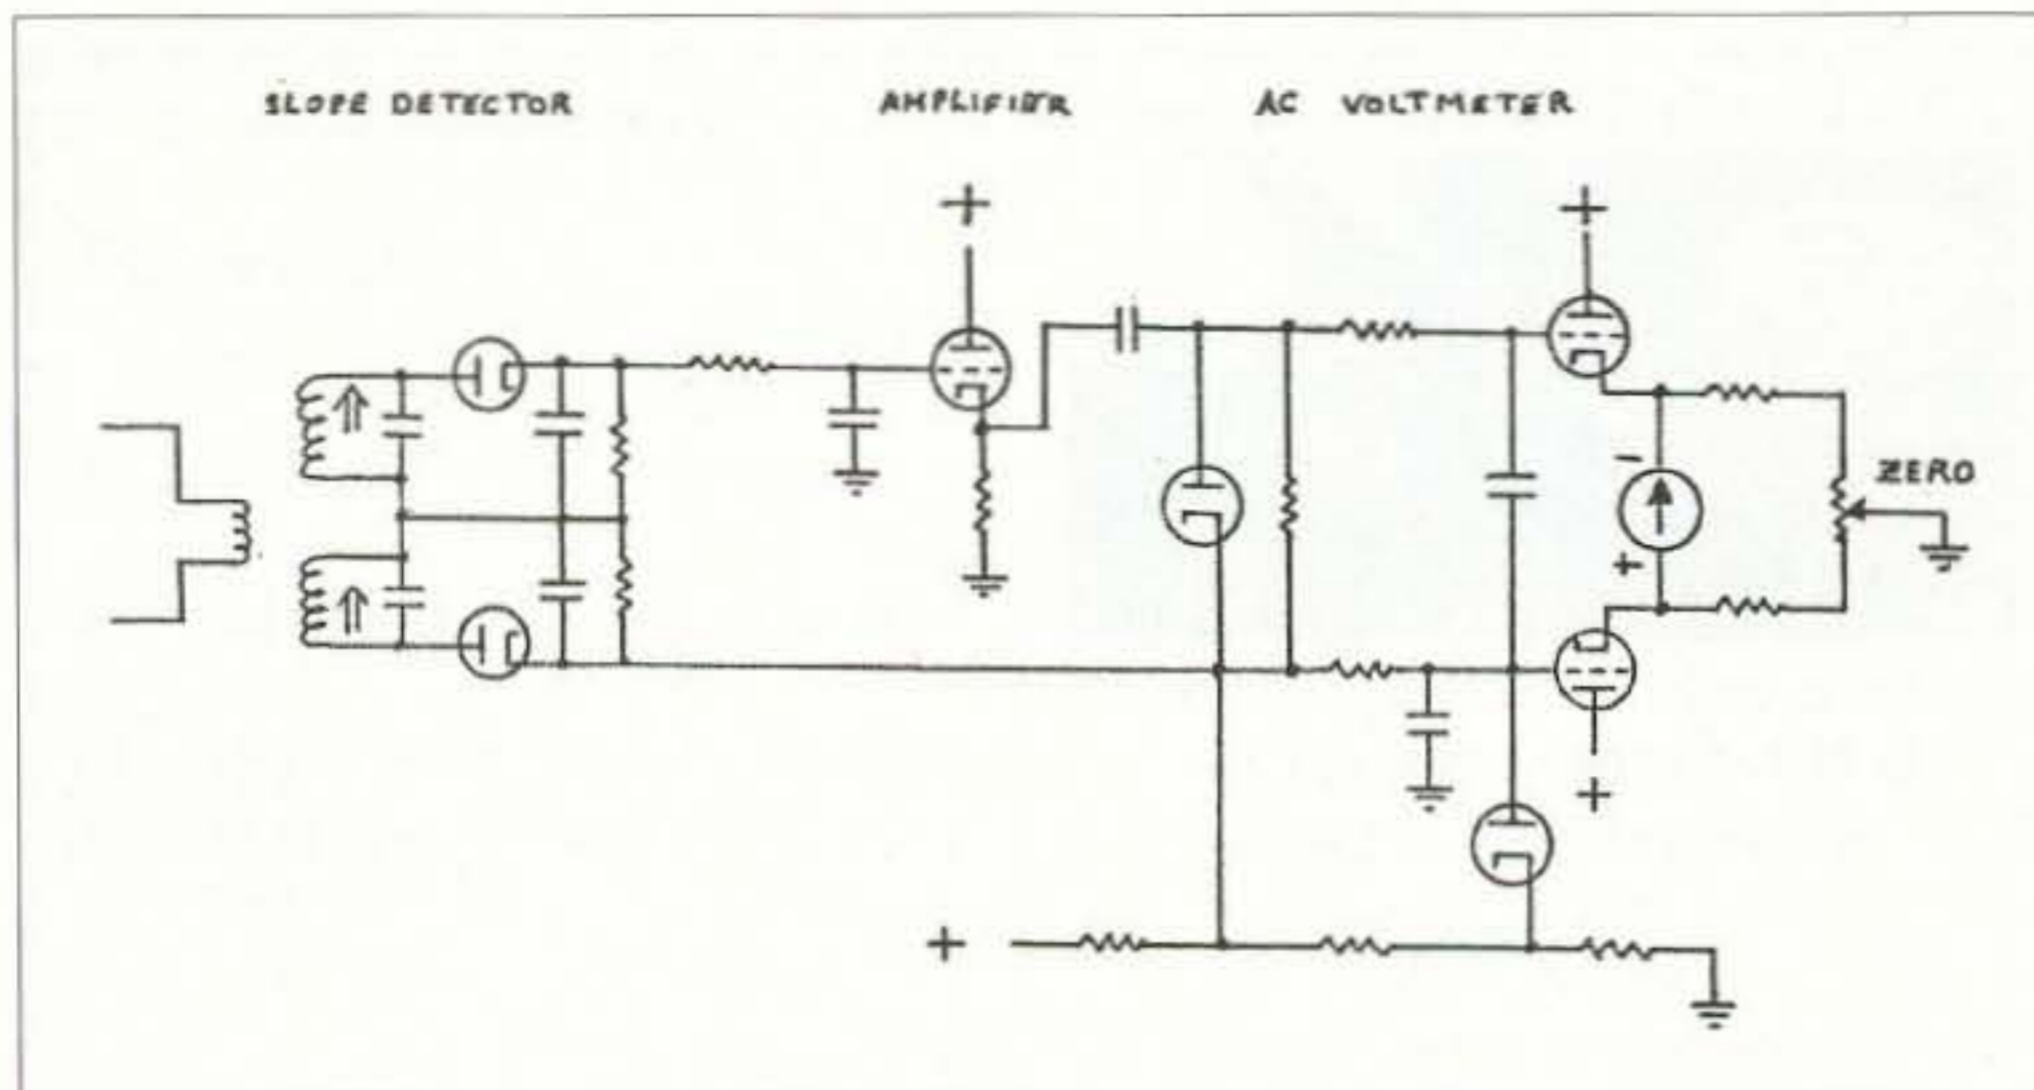 SLOPE DETECTOR
AMPLIFIER
AC VOLTMETER
+
+
-
ZERO
+
+
+